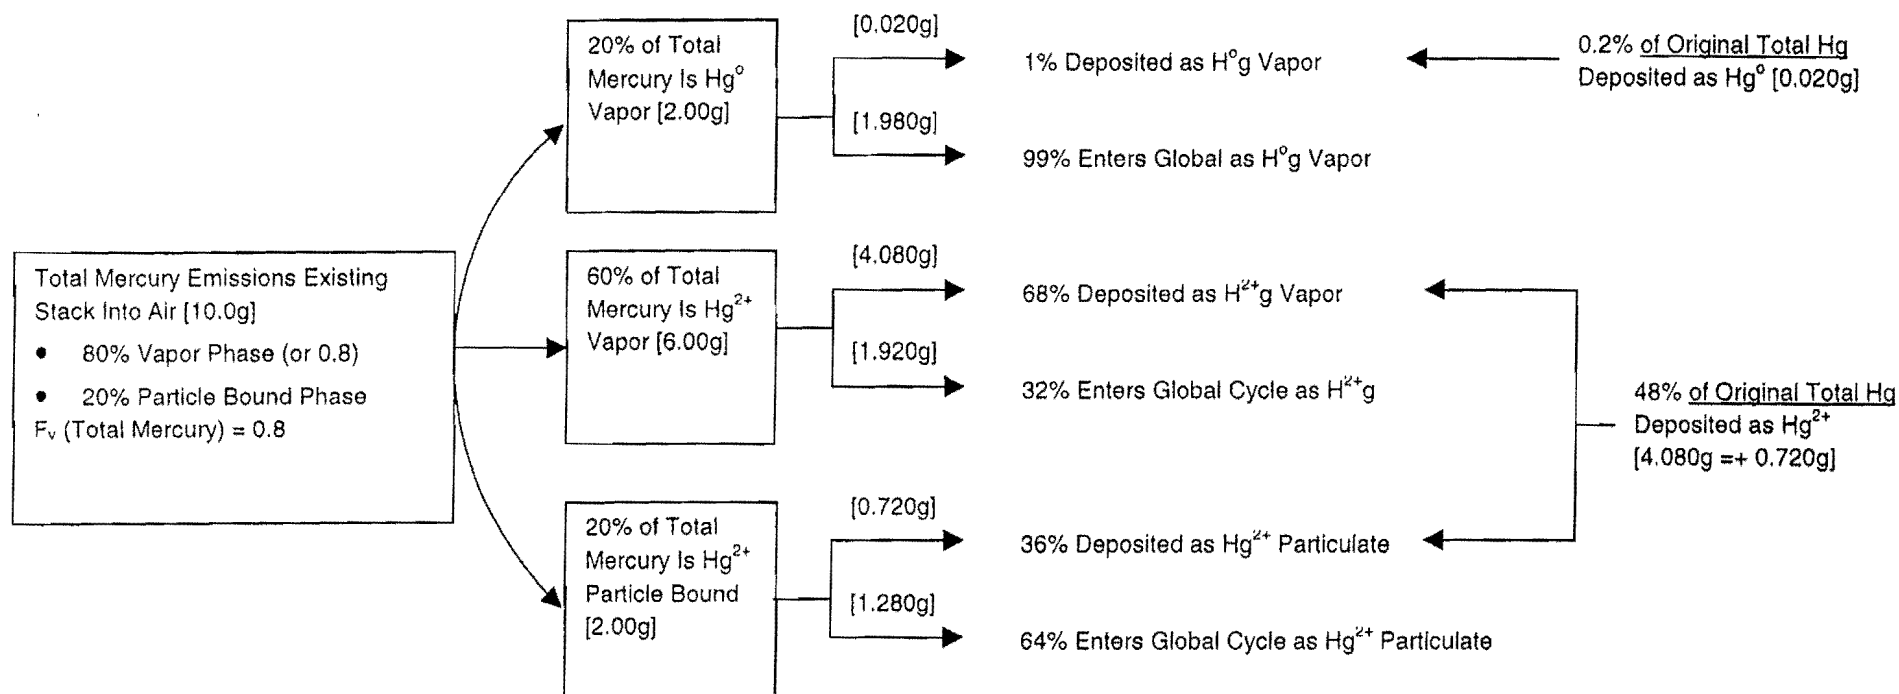 Total Mercury Emissions Existing
Stack Into Air [10.0g]
● 80% Vapor Phase (or 0.8)
● 20% Particle Bound Phase
Fᵥ (Total Mercury) = 0.8
20% of Total
Mercury Is Hg⁰
Vapor [2.00g]
[0.020g]
1% Deposited as H⁰g Vapor
[1.980g]
99% Enters Global as H⁰g Vapor
0.2% of Original Total Hg
Deposited as Hg⁰ [0.020g]
60% of Total
Mercury Is Hg²⁺
Vapor [6.00g]
[4.080g]
68% Deposited as H²⁺g Vapor
[1.920g]
32% Enters Global Cycle as H²⁺g
48% of Original Total Hg
Deposited as Hg²⁺
[4.080g =+ 0.720g]
20% of Total
Mercury Is Hg²⁺
Particle Bound
[2.00g]
[0.720g]
36% Deposited as Hg²⁺ Particulate
[1.280g]
64% Enters Global Cycle as Hg²⁺ Particulate